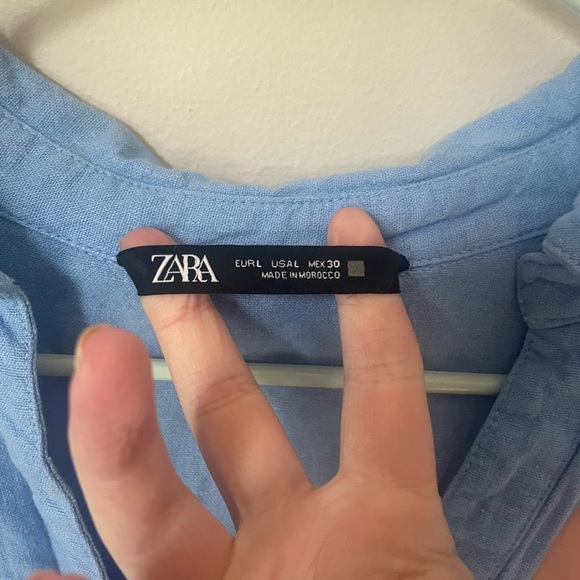 ZARA
EUR L USA L MEX 30
MADE IN MOROCCO